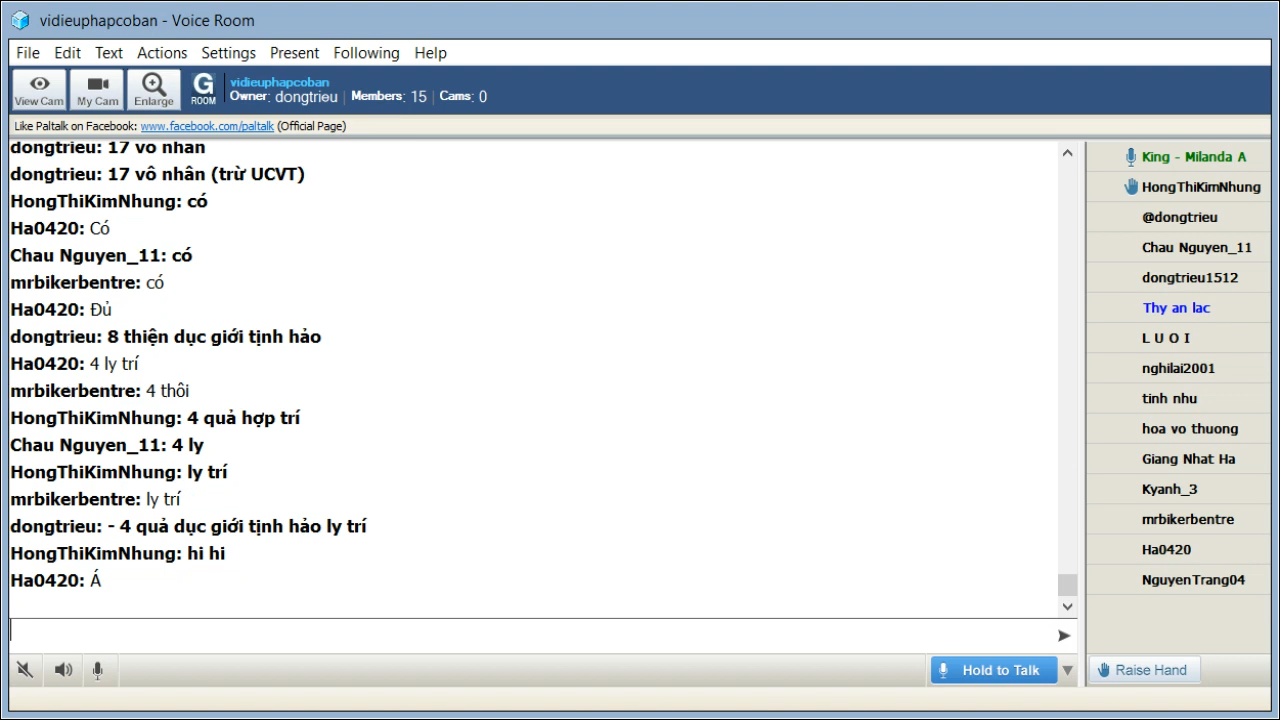 vidieuphapcoban - Voice Room
File Edit Text Actions Settings Present Following Help
View Cam
My Cam
Enlarge
G ROOM
vidieuphapcoban
Owner: dongtrieu | Members: 15 | Cams: 0
Like Paltalk on Facebook: www.facebook.com/paltalk (Official Page)
dongtrieu: 17 vô nhân
dongtrieu: 17 vô nhân (trừ UCVT)
HongThiKimNhung: có
Ha0420: Có
Chau Nguyen_11: có
mrbikerbentre: có
Ha0420: Đủ
dongtrieu: 8 thiện dục giới tịnh hảo
Ha0420: 4 ly trí
mrbikerbentre: 4 thôi
HongThiKimNhung: 4 quả hợp trí
Chau Nguyen_11: 4 ly
HongThiKimNhung: ly trí
mrbikerbentre: ly trí
dongtrieu: - 4 quả dục giới tịnh hảo ly trí
HongThiKimNhung: hi hi
Ha0420: Á
King - Milanda A
HongThiKimNhung
@dongtrieu
Chau Nguyen_11
dongtrieu1512
Thy an lac
L U O I
nghilai2001
tinh nhu
hoa vo thuong
Giang Nhat Ha
Kyanh_3
mrbikerbentre
Ha0420
NguyenTrang04
Hold to Talk
Raise Hand